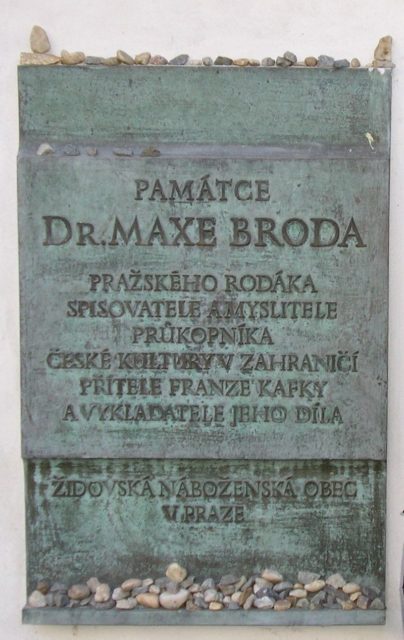 PAMÁTCE
DR. MAXE BRODA
PRAŽSKÉHO RODÁKA
SPISOVATELE A MYSLITELE
PRŮKOPNÍKA
ČESKÉ KULTURY V ZAHRANIČÍ
PŘÍTELE FRANZE KAFKY
A VYKLADATELE JEHO DÍLA
ŽIDOVSKÁ NÁBOŽENSKÁ OBEC
V PRAZE